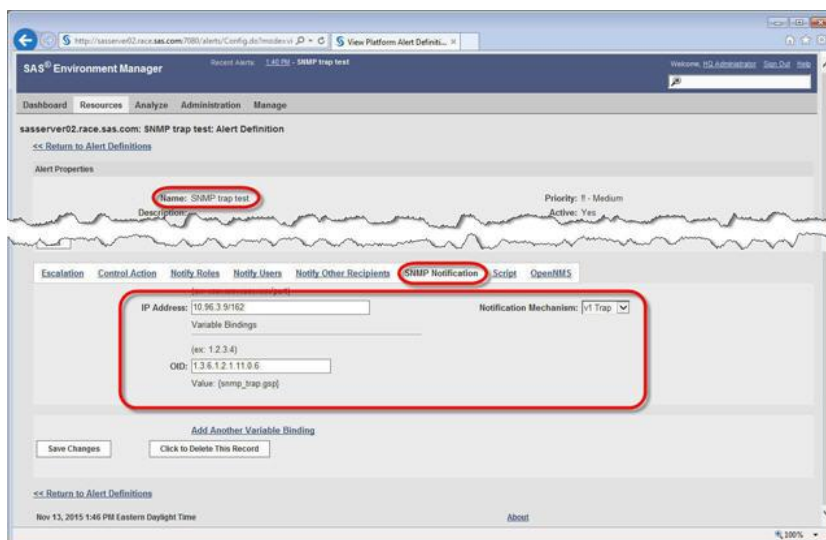 http://sasserver02.race.sas.com:7080/alerts/Config.do?mode=vi
View Platform Alert Definiti...
SAS® Environment Manager
Recent Alerts: 1:40 PM - SNMP trap test
Welcome, HQ Administrator Sign Out Help
Dashboard Resources Analyze Administration Manage
sasserver02.race.sas.com: SNMP trap test: Alert Definition
<< Return to Alert Definitions
Alert Properties
Name: SNMP trap test
Priority: !! - Medium
Description:
Active: Yes
Escalation Control Action Notify Roles Notify Users Notify Other Recipients SNMP Notification Script OpenNMS
IP Address: 10.96.3.9/162
Notification Mechanism: v1 Trap
Variable Bindings
(ex: 1.2.3.4)
OID: 1.3.6.1.2.1.11.0.6
Value: {snmp_trap.gsp}
Add Another Variable Binding
Save Changes
Click to Delete This Record
<< Return to Alert Definitions
Nov 13, 2015 1:46 PM Eastern Daylight Time
About
100%